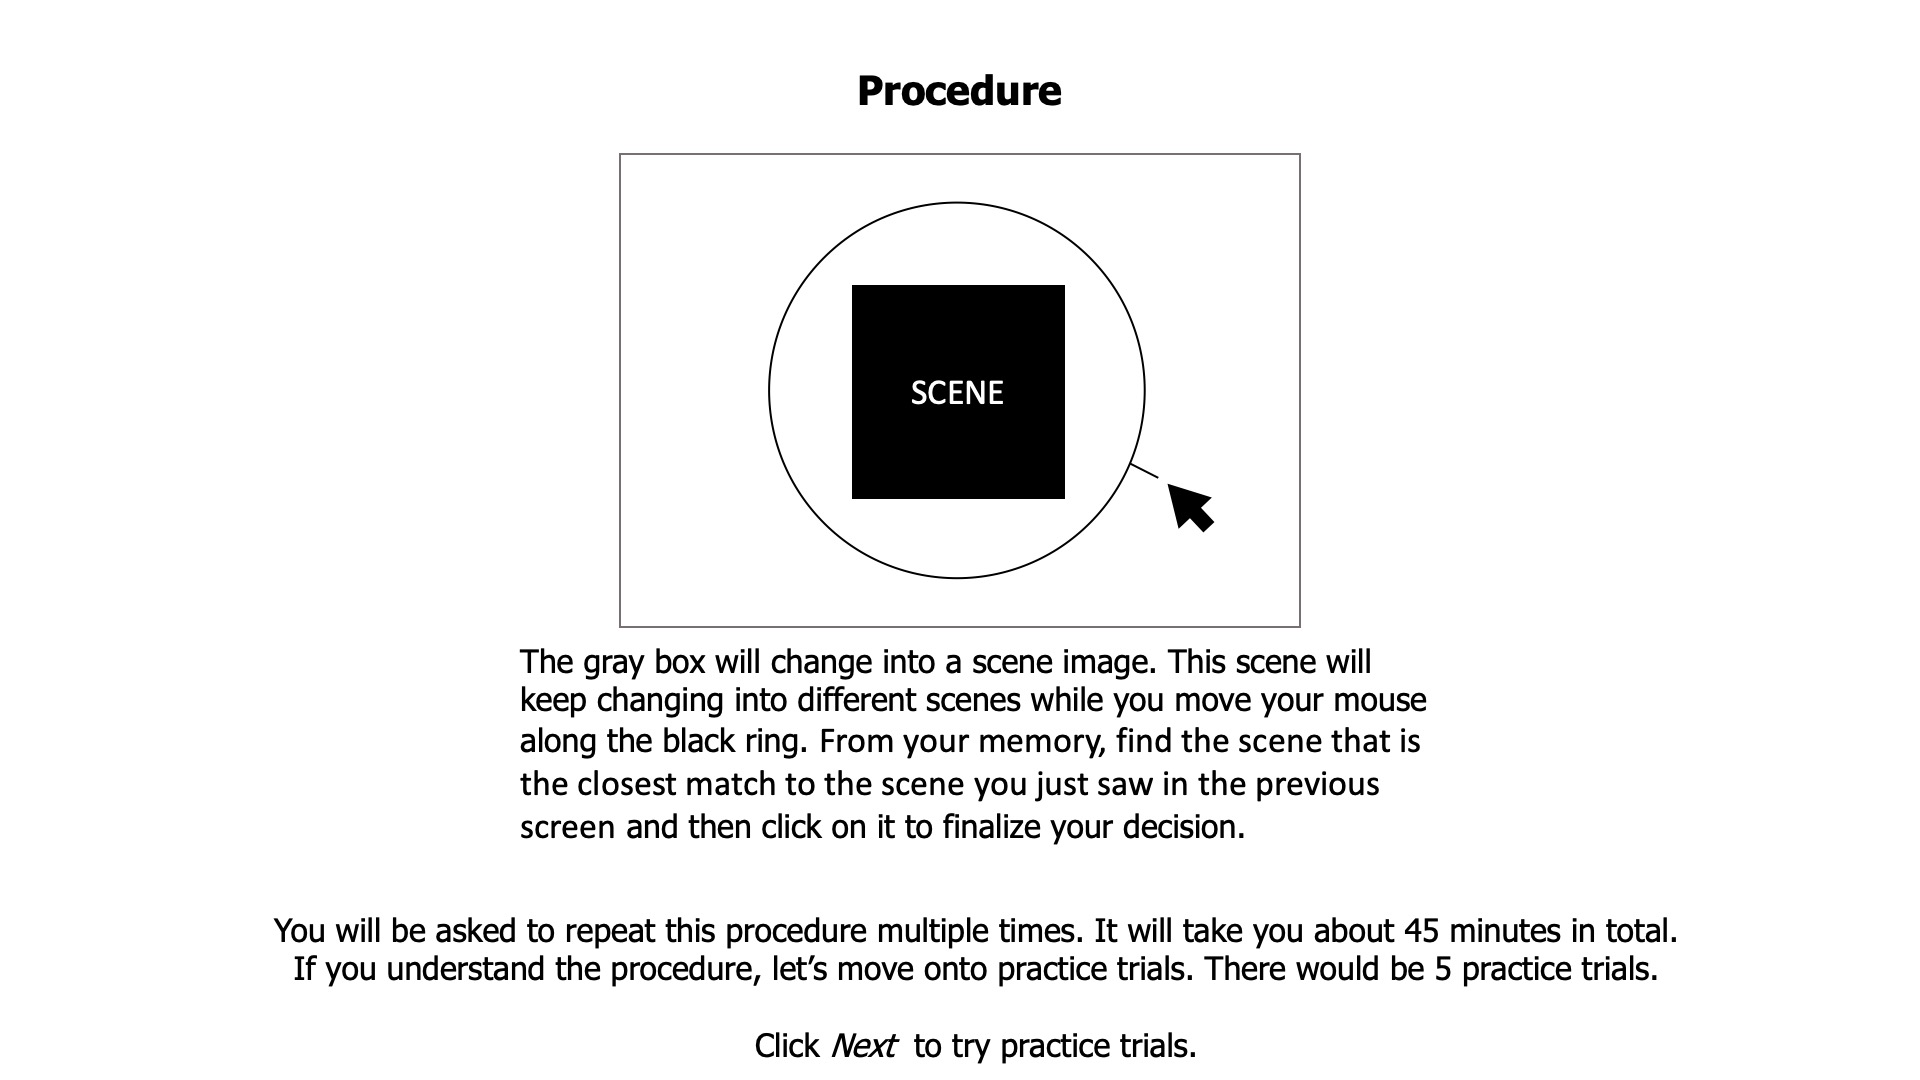 Procedure
SCENE
The gray box will change into a scene image. This scene will
keep changing into different scenes while you move your mouse
along the black ring. From your memory, find the scene that is
the closest match to the scene you just saw in the previous
screen and then click on it to finalize your decision.
You will be asked to repeat this procedure multiple times. It will take you about 45 minutes in total.
If you understand the procedure, let’s move onto practice trials. There would be 5 practice trials.
Click Next to try practice trials.